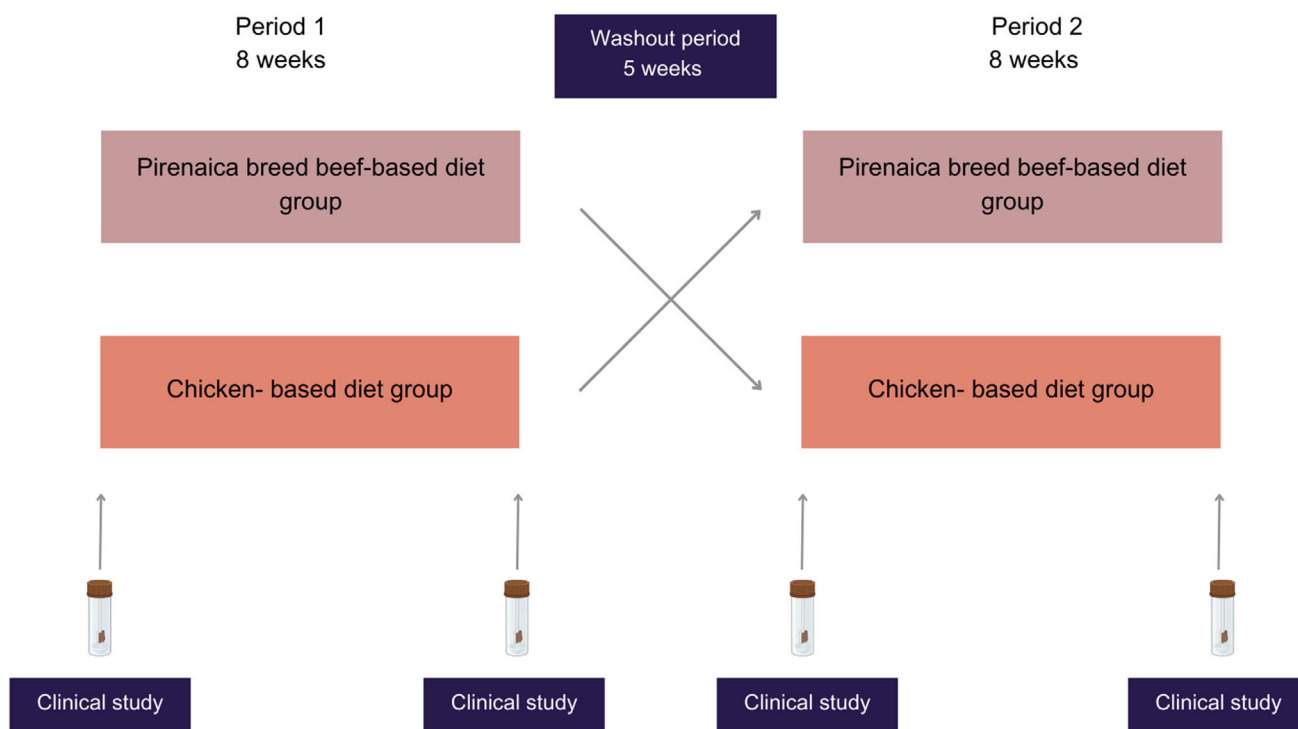 Period 1
8 weeks
Washout period
5 weeks
Period 2
8 weeks
Pirenaica breed beef-based diet
group
Pirenaica breed beef-based diet
group
Chicken- based diet group
Chicken- based diet group
Clinical study
Clinical study
Clinical study
Clinical study